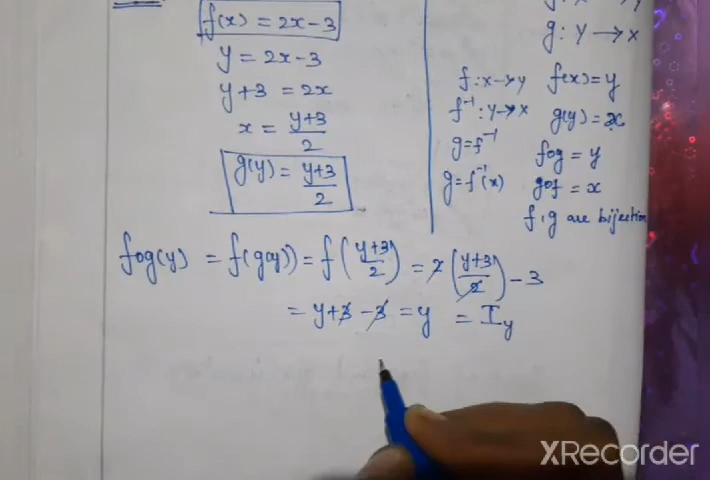 f(x) = 2x-3
y = 2x-3
y+3 = 2x
x = y+3/2
g(y) = y+3/2
g: Y → x
f: x → y f(x) = y
f⁻¹: y → x g(y) = x
g = f⁻¹ fog = y
g = f⁻¹(x) gof = x
f, g are bijection
fog(y) = f(g(y)) = f(y+3/2) = 2(y+3/2) - 3
= y+3-3 = y = I_y
XRecorder